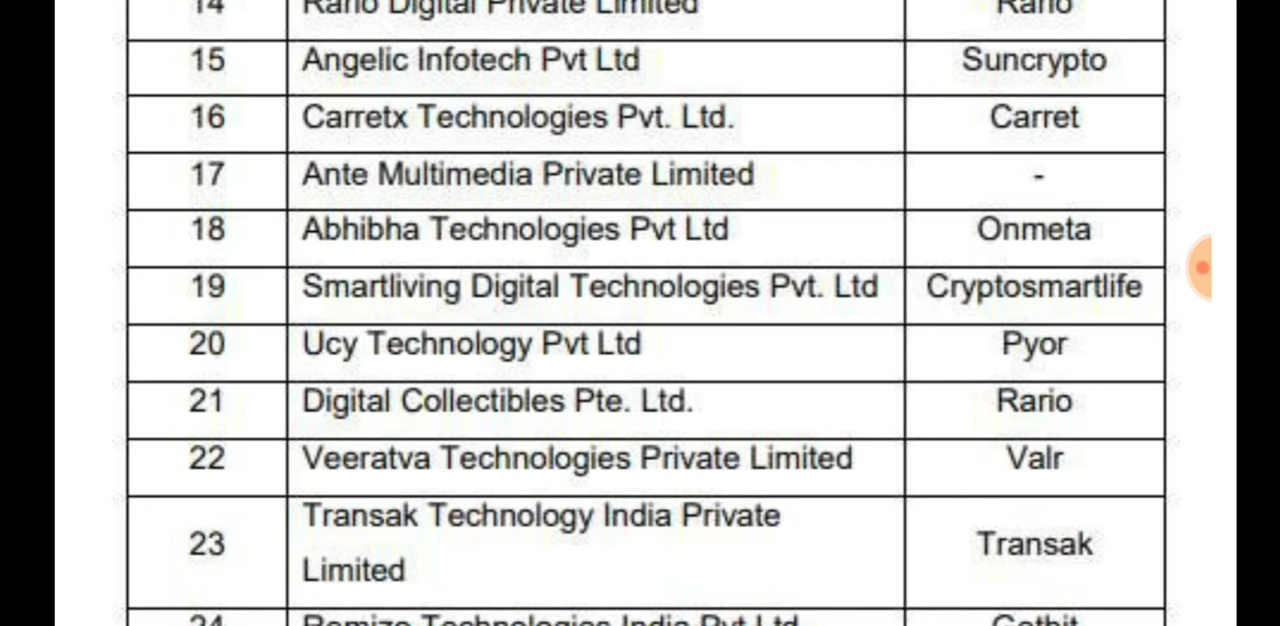 14 Rario Digital Private Limited Rario
15 Angelic Infotech Pvt Ltd Suncrypto
16 Carretx Technologies Pvt. Ltd. Carret
17 Ante Multimedia Private Limited -
18 Abhibha Technologies Pvt Ltd Onmeta
19 Smartliving Digital Technologies Pvt. Ltd Cryptosmartlife
20 Ucy Technology Pvt Ltd Pyor
21 Digital Collectibles Pte. Ltd. Rario
22 Veeratva Technologies Private Limited Valr
Transak Technology India Private
23 Transak
Limited
24 Technologies India Pvt Ltd